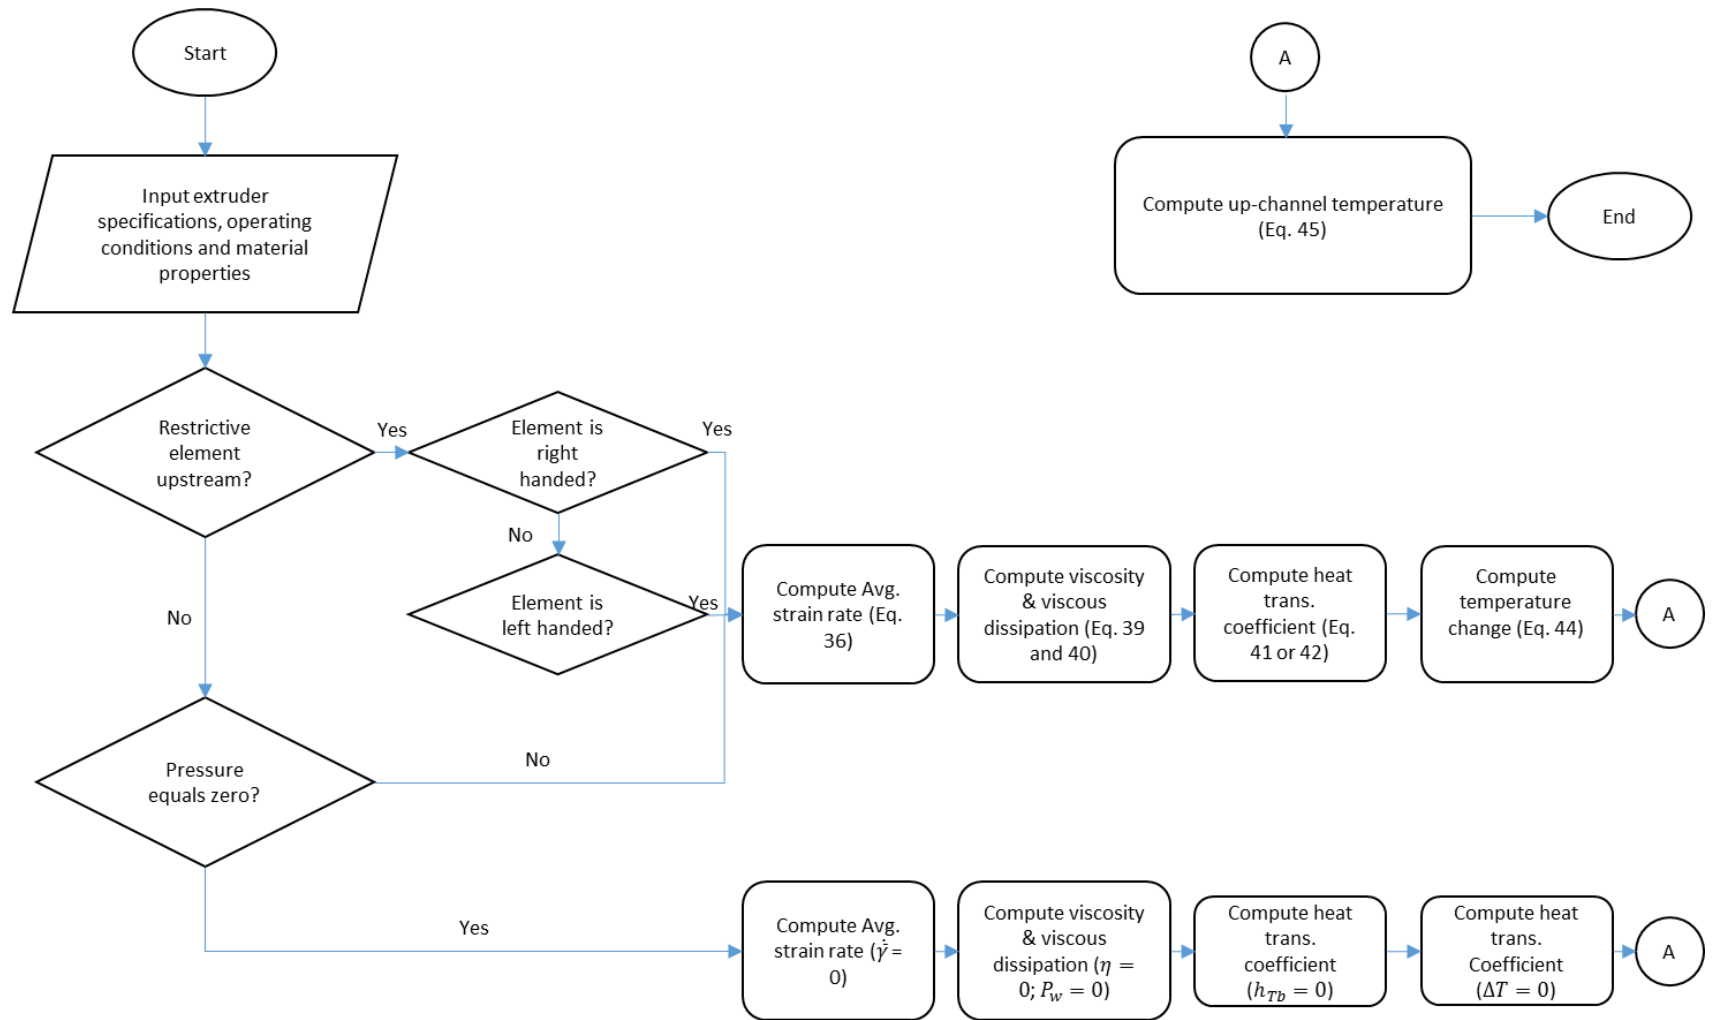 Start
A
Input extruder
specifications, operating
conditions and material
properties
Compute up-channel temperature
(Eq. 45)
End
Restrictive
element
upstream?
Yes
Element is
right
handed?
Yes
No
Element is
left handed?
Yes
Compute Avg.
strain rate (Eq.
36)
Compute viscosity
& viscous
dissipation (Eq. 39
and 40)
Compute heat
trans.
coefficient (Eq.
41 or 42)
Compute
temperature
change (Eq. 44)
A
No
Pressure
equals zero?
No
Yes
Compute Avg.
strain rate (γ̇ =
0)
Compute viscosity
& viscous
dissipation (η =
0; P_w = 0)
Compute heat
trans.
coefficient
(h_Tb = 0)
Compute heat
trans.
Coefficient
(ΔT = 0)
A